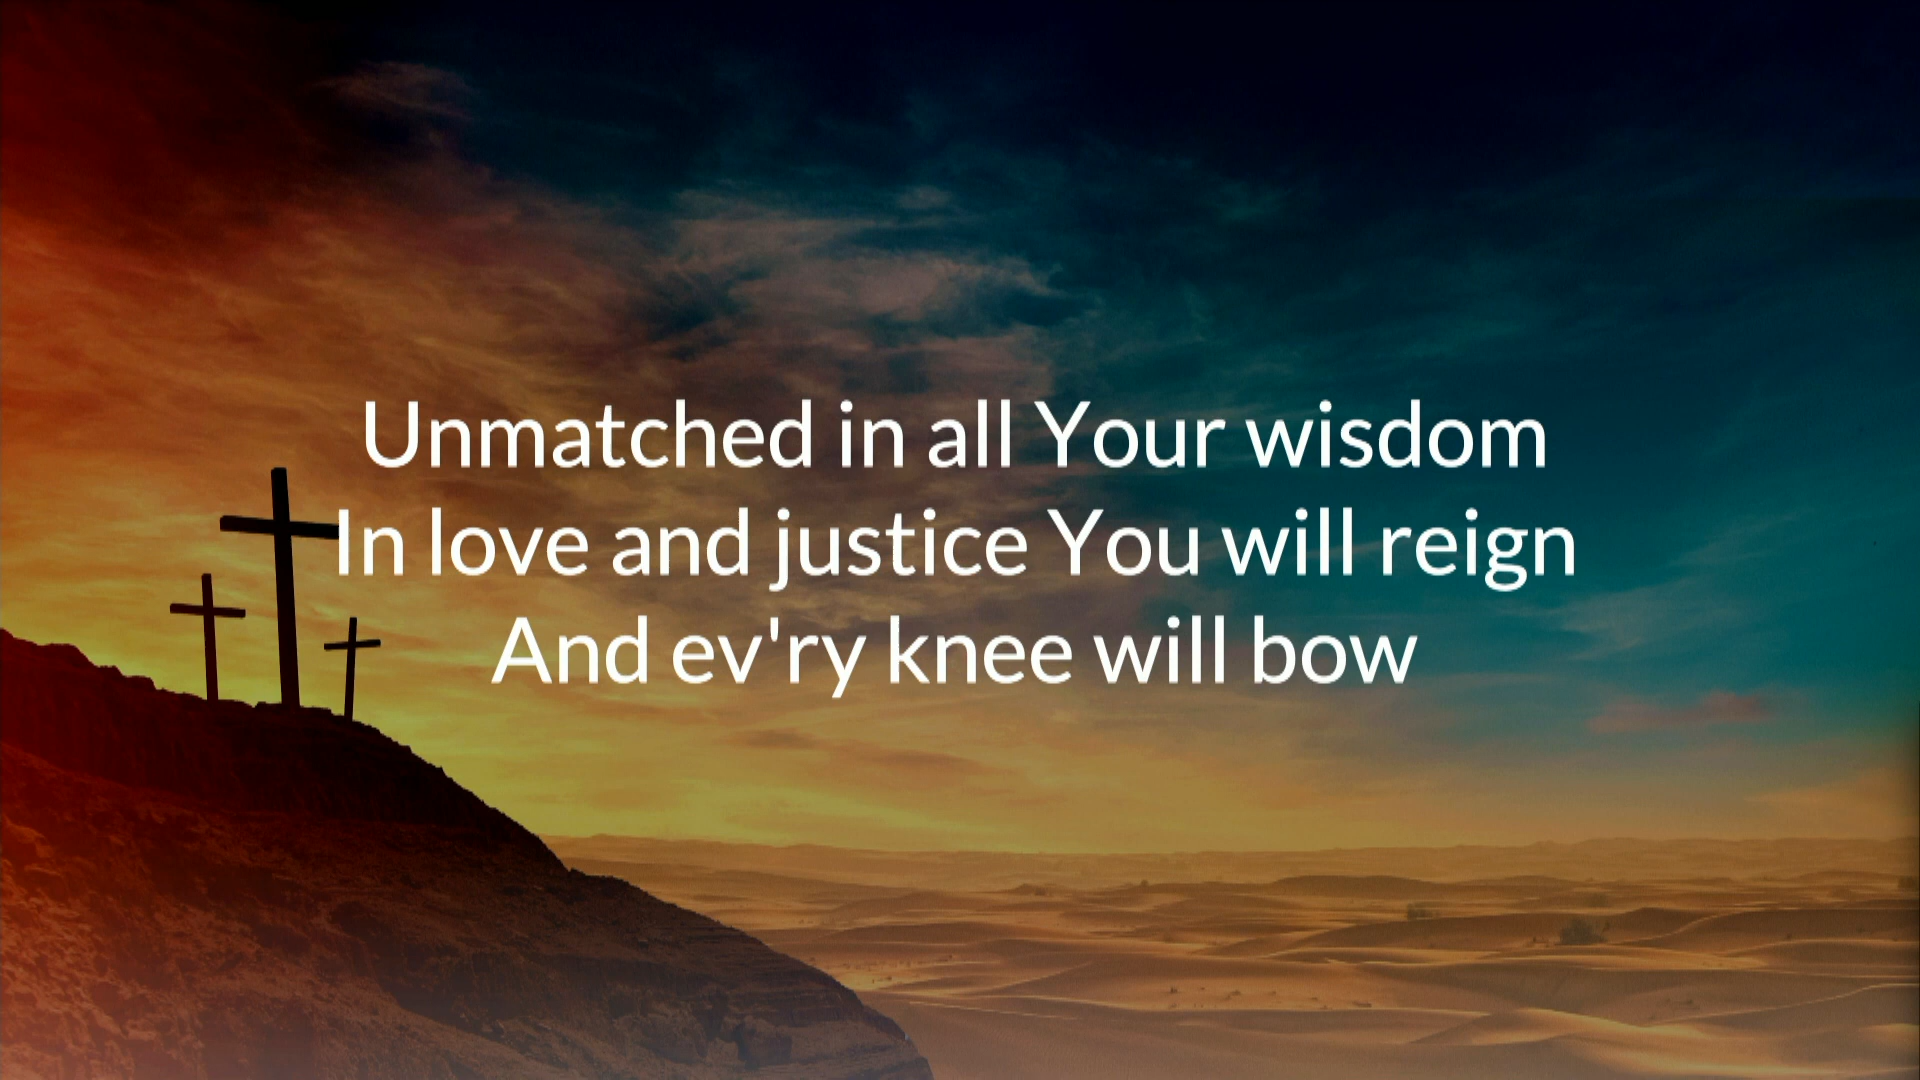 Unmatched in all Your wisdom
In love and justice You will reign
And ev'ry knee will bow